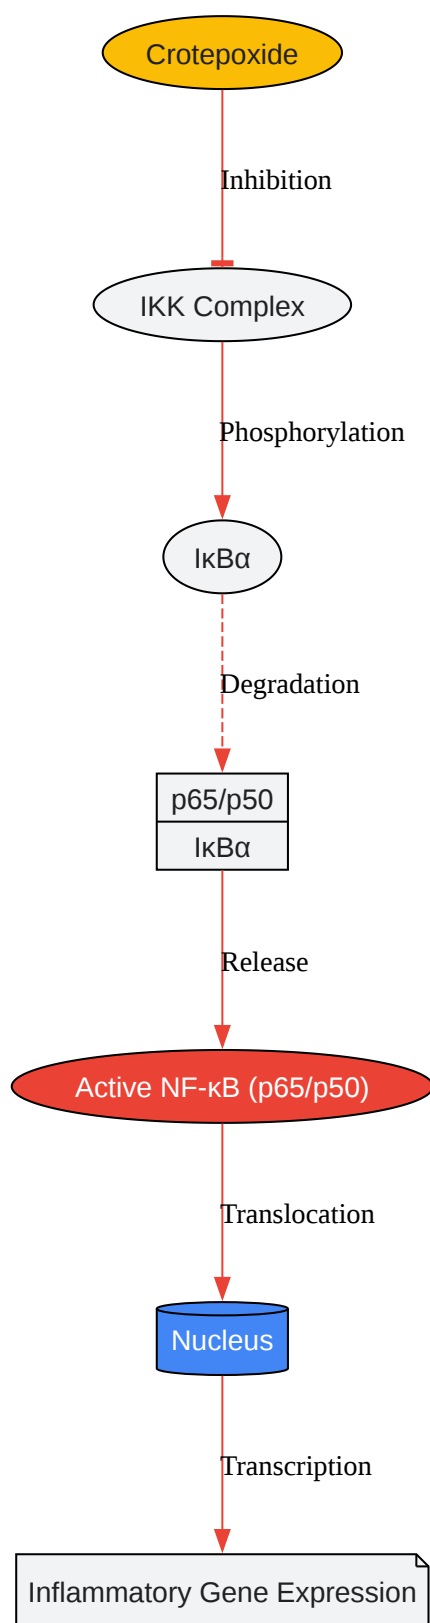 Crotepoxide
Inhibition
IKK Complex
Phosphorylation
IκBα
Degradation
p65/p50
IκBα
Release
Active NF-κB (p65/p50)
Translocation
Nucleus
Transcription
Inflammatory Gene Expression